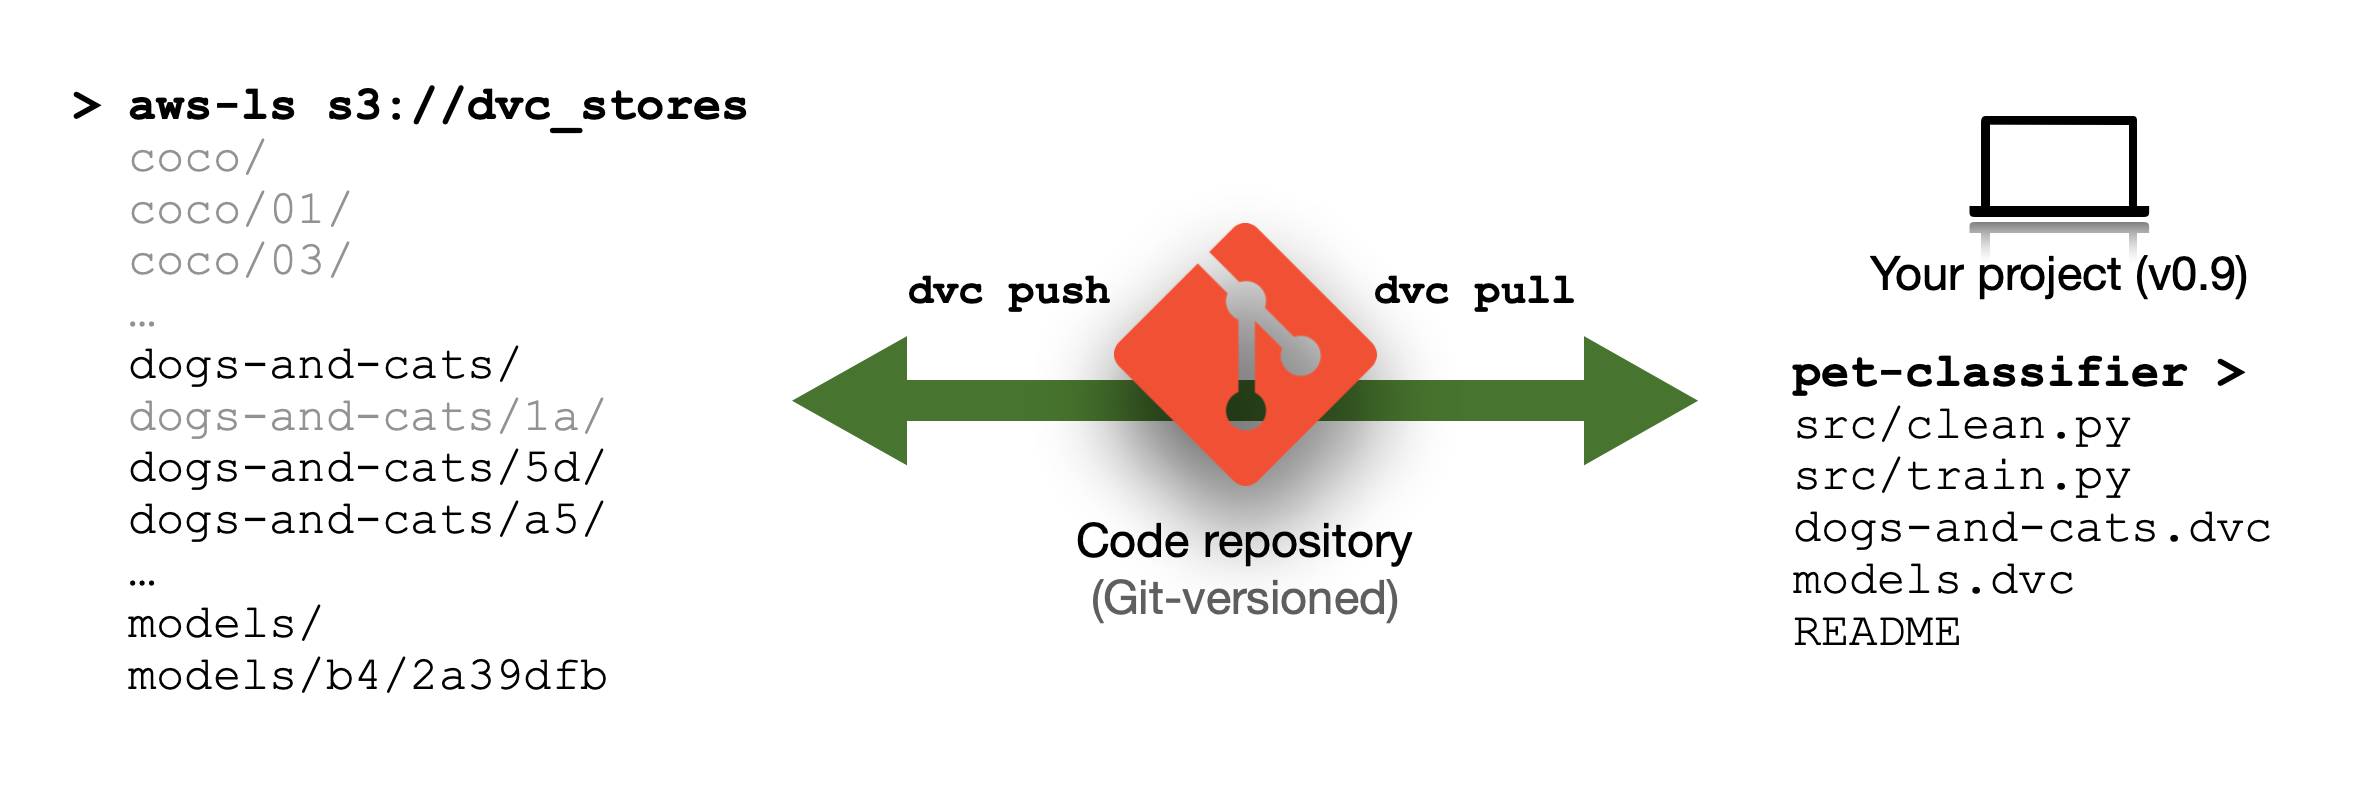 > aws-ls s3://dvc_stores
coco/
coco/01/
coco/03/
…
dogs-and-cats/
dogs-and-cats/1a/
dogs-and-cats/5d/
dogs-and-cats/a5/
…
models/
models/b4/2a39dfb
dvc push
dvc pull
Code repository
(Git-versioned)
Your project (v0.9)
pet-classifier >
src/clean.py
src/train.py
dogs-and-cats.dvc
models.dvc
README